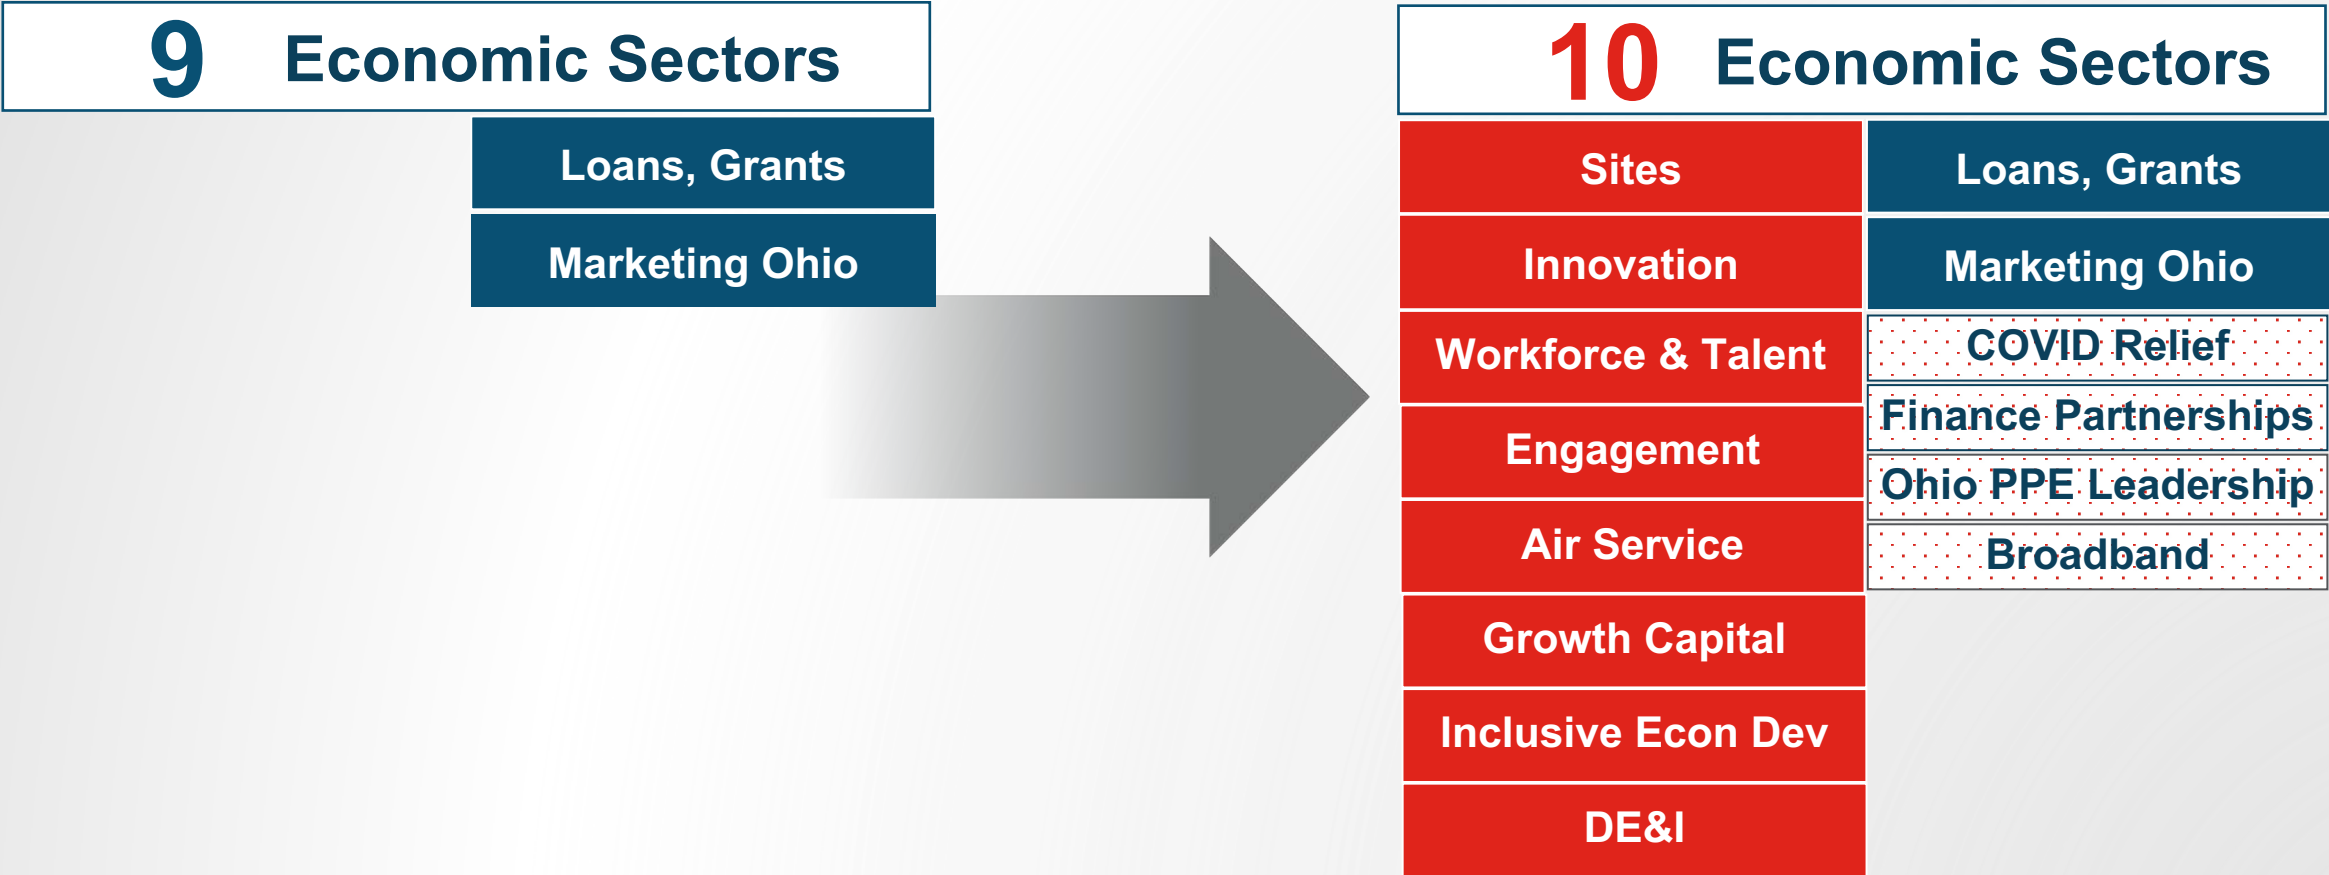 9 Economic Sectors
Loans, Grants
Marketing Ohio
10 Economic Sectors
Sites
Innovation
Workforce & Talent
Engagement
Air Service
Growth Capital
Inclusive Econ Dev
DE&I
Loans, Grants
Marketing Ohio
COVID Relief
Finance Partnerships
Ohio PPE Leadership
Broadband